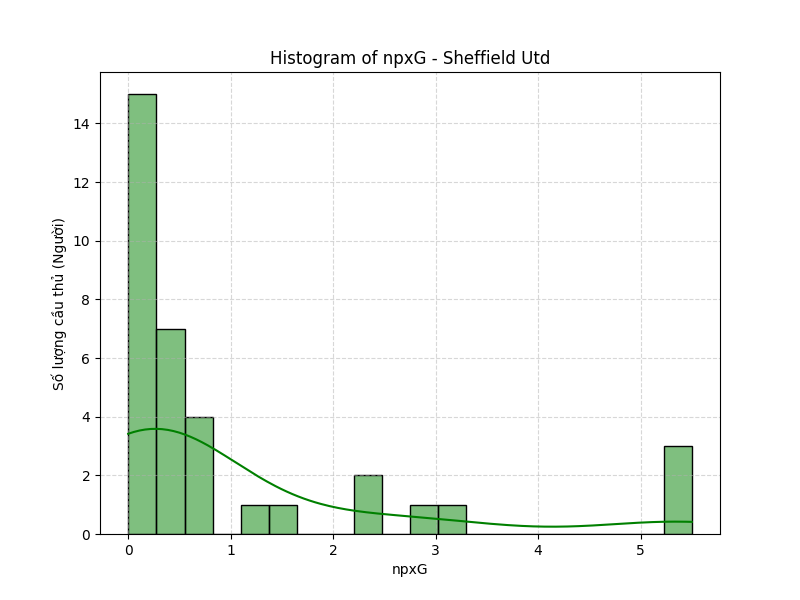 Histogram of npxG - Sheffield Utd
14
12
10
8
6
4
2
0
Số lượng cầu thủ (Người)
0 1 2 3 4 5
npxG